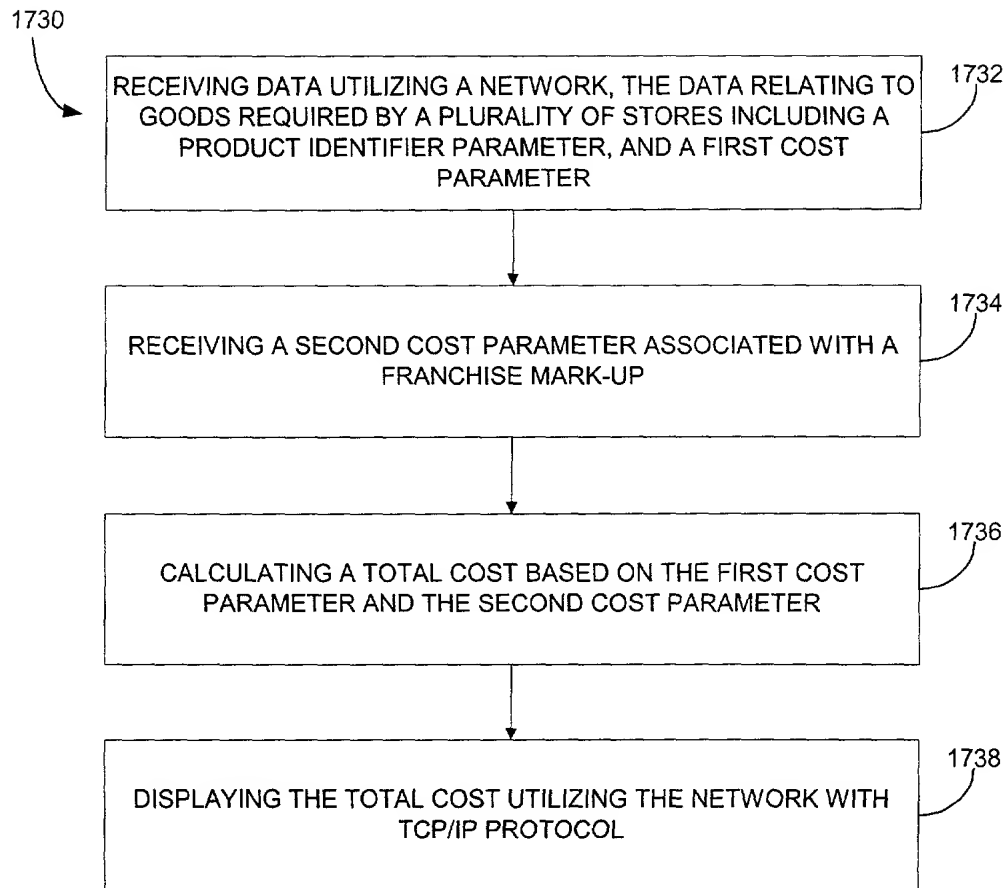 1730
RECEIVING DATA UTILIZING A NETWORK, THE DATA RELATING TO
GOODS REQUIRED BY A PLURALITY OF STORES INCLUDING A
PRODUCT IDENTIFIER PARAMETER, AND A FIRST COST
PARAMETER
1732
RECEIVING A SECOND COST PARAMETER ASSOCIATED WITH A
FRANCHISE MARK-UP
1734
CALCULATING A TOTAL COST BASED ON THE FIRST COST
PARAMETER AND THE SECOND COST PARAMETER
1736
DISPLAYING THE TOTAL COST UTILIZING THE NETWORK WITH
TCP/IP PROTOCOL
1738